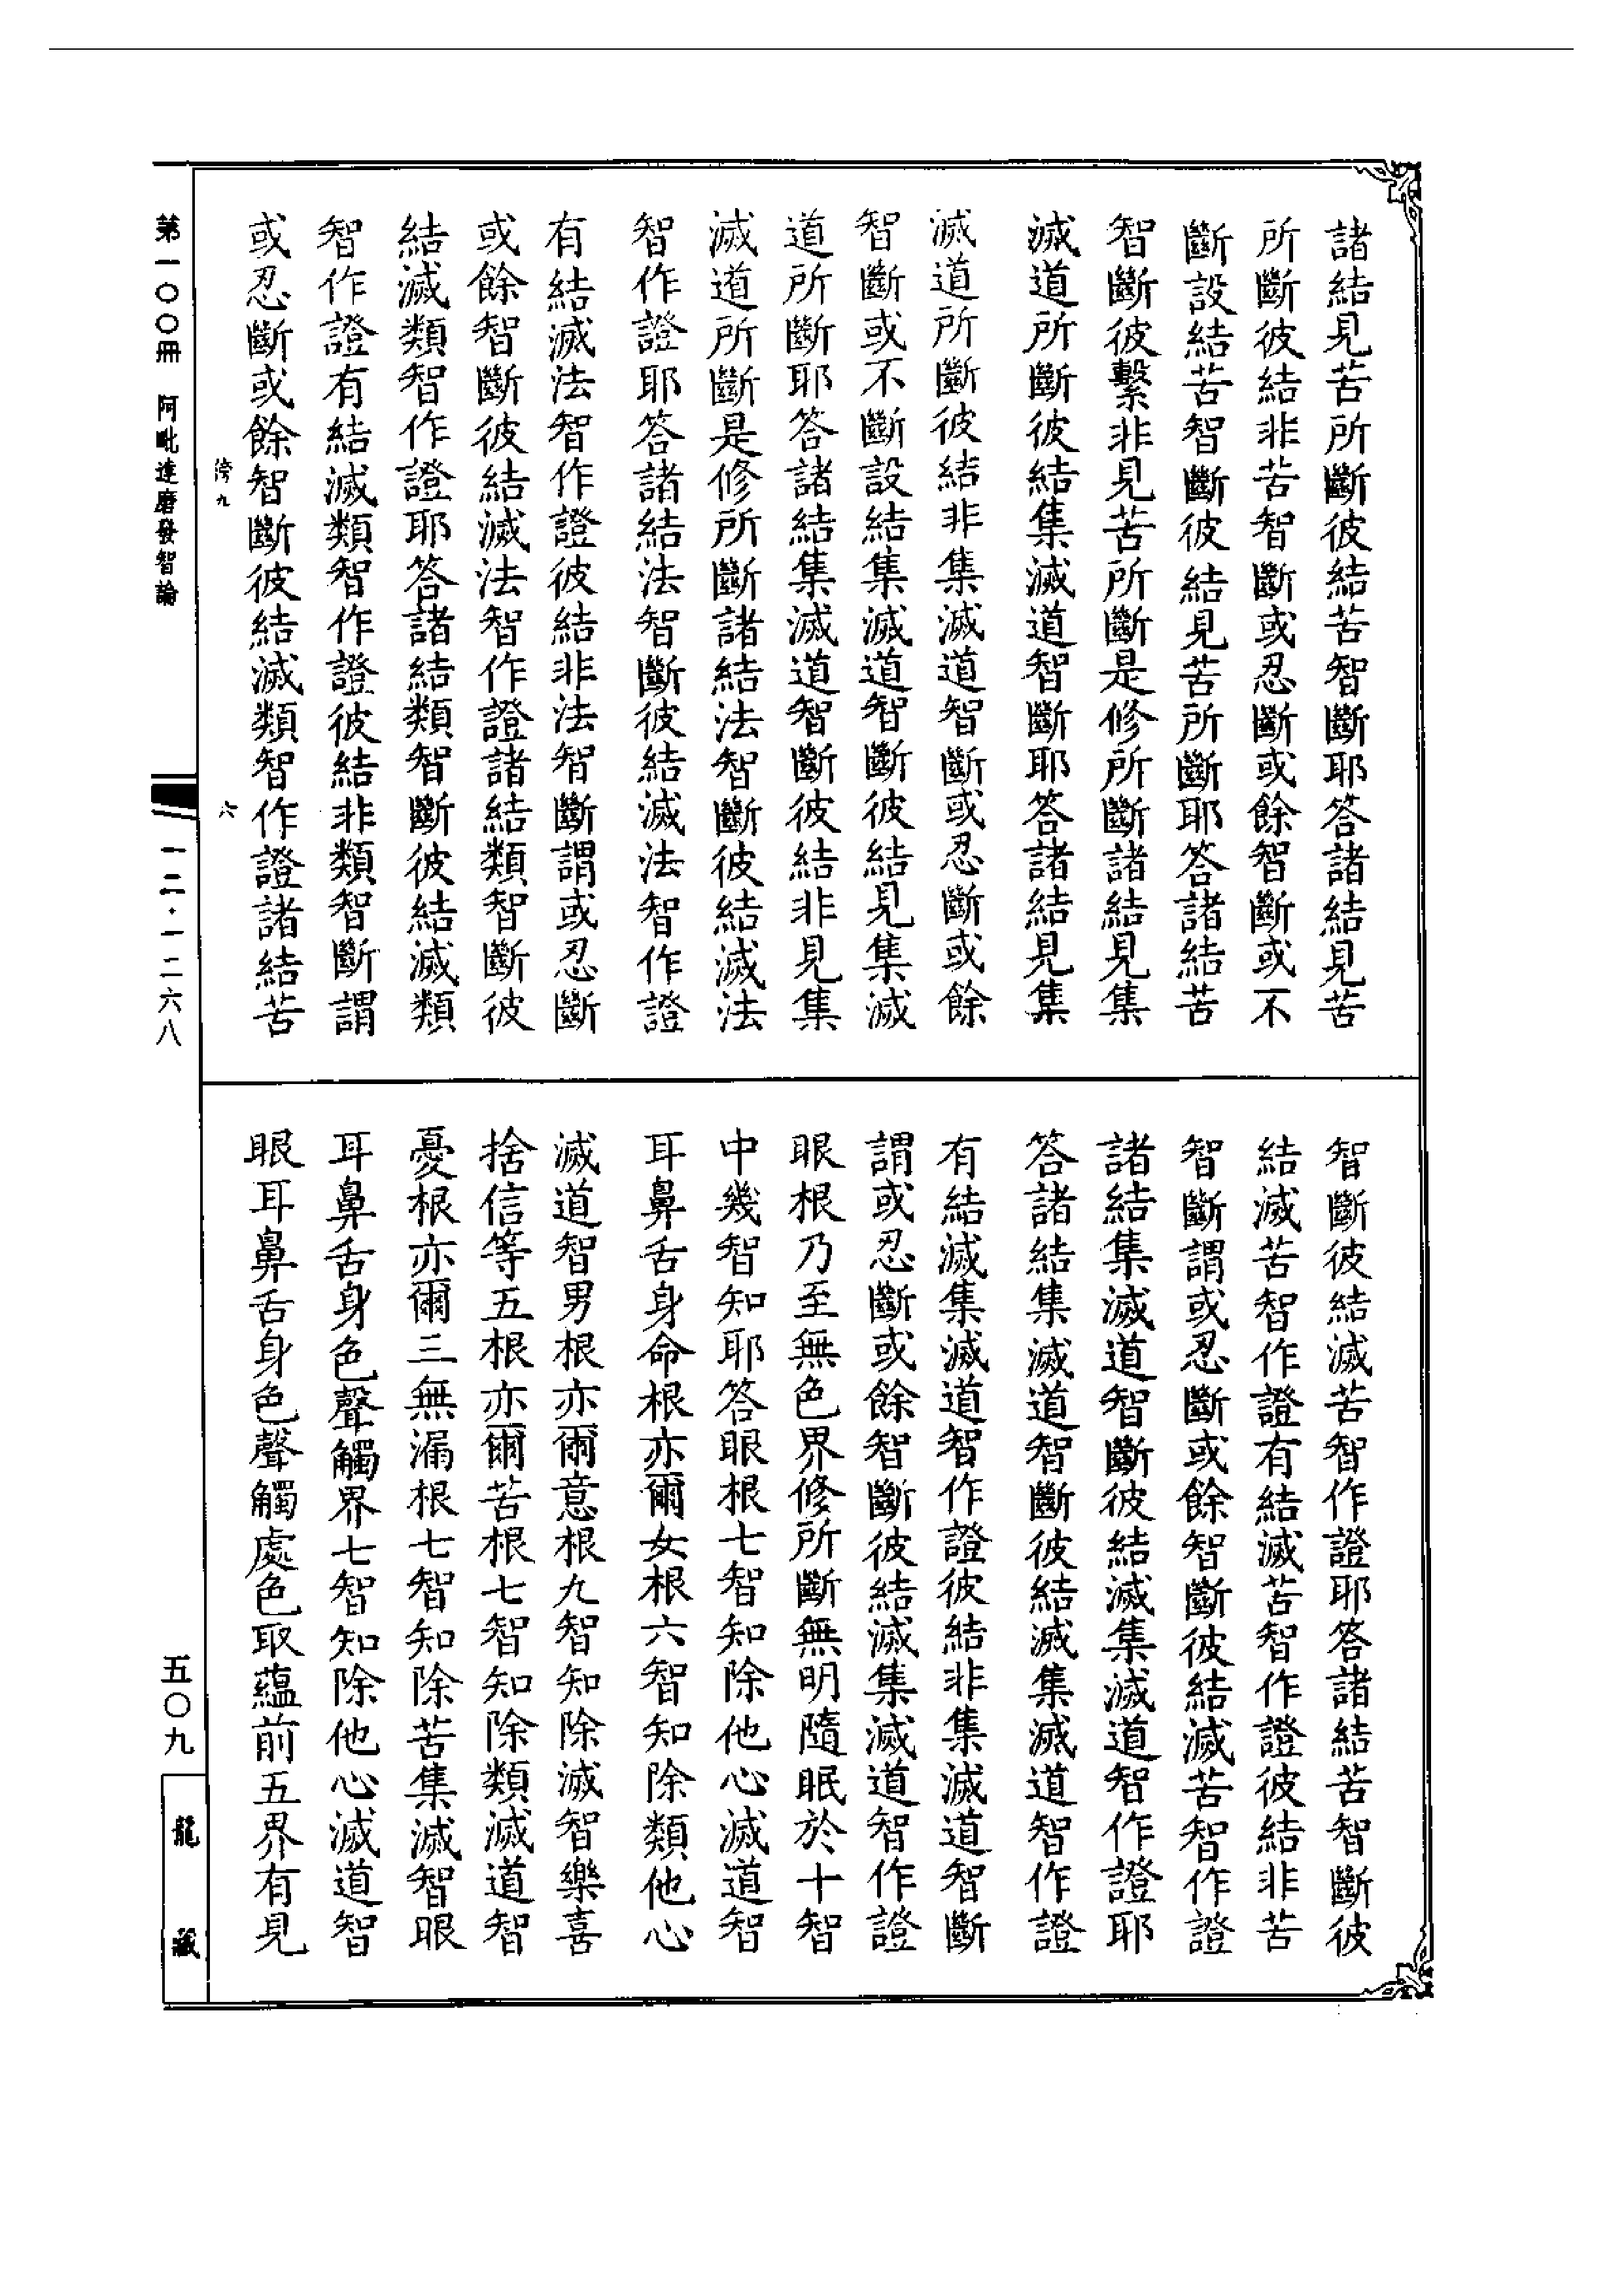 諸結見苦所斷彼結苦智斷耶答諸結見苦
所斷彼結非苦智斷或忍斷或餘智斷或不
斷設結苦智斷彼結見苦所斷耶答諸結苦
智斷彼繫非見苦所斷是修所斷諸結見集
滅道所斷彼結集滅道智斷耶答諸結見集
滅道所斷彼結非集滅道智斷或忍斷或餘
智斷或不斷設結集滅道智斷彼結見集滅
道所斷耶答諸結集滅道智斷彼結非見集
滅道所斷是修所斷諸結法智斷彼結滅法
智作證耶答諸結法智斷彼結滅法智作證
有結滅法智作證彼結非法智斷謂或忍斷
或餘智斷彼結滅法智作證諸結類智斷彼
結滅類智作證耶答諸結類智斷彼結滅類
智作證有結滅類智作證彼結非類智斷謂
或忍斷或餘智斷彼結滅類智作證諸結苦
智斷彼結滅苦智作證耶答諸結苦智斷彼
結滅苦智作證有結滅苦智作證彼結非苦
智斷謂或忍斷或餘智斷彼結滅苦智作證
諸結集滅道智斷彼結滅集滅道智作證耶
答諸結集滅道智斷彼結滅集滅道智作證
有結滅集滅道智作證彼結非集滅道智斷
謂或忍斷或餘智斷彼結滅集滅道智作證
眼根乃至無色界修所斷無明隨眠於十智
中幾智知耶答眼根七智知除他心滅道智
耳鼻舌身命根亦爾女根六智知除類他心
滅道智男根亦爾意根九智知除滅智樂喜
捨信等五根亦爾苦根七智知除類滅道智
憂根亦爾三無漏根七智知除苦集滅智眼
耳鼻舌身色聲觸界七智知除他心滅道智
眼耳鼻舌身色聲觸處色取蘊前五界有見
第一〇〇冊 阿毗達磨發智論
六
一二·一二六八
五〇九
龍藏